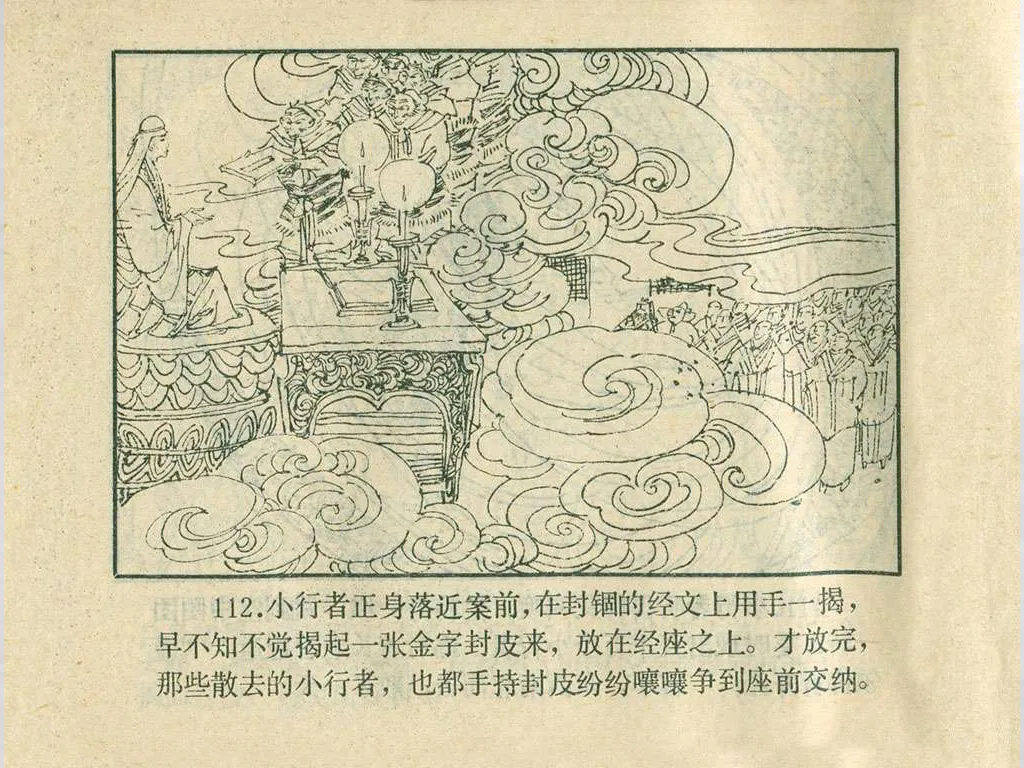 112.小行者正身落近案前，在封锢的经文上用手一揭，
早不知不觉揭起一张金字封皮来，放在经座之上。才放完，
那些散去的小行者，也都手持封皮纷纷嚷嚷争到座前交纳。